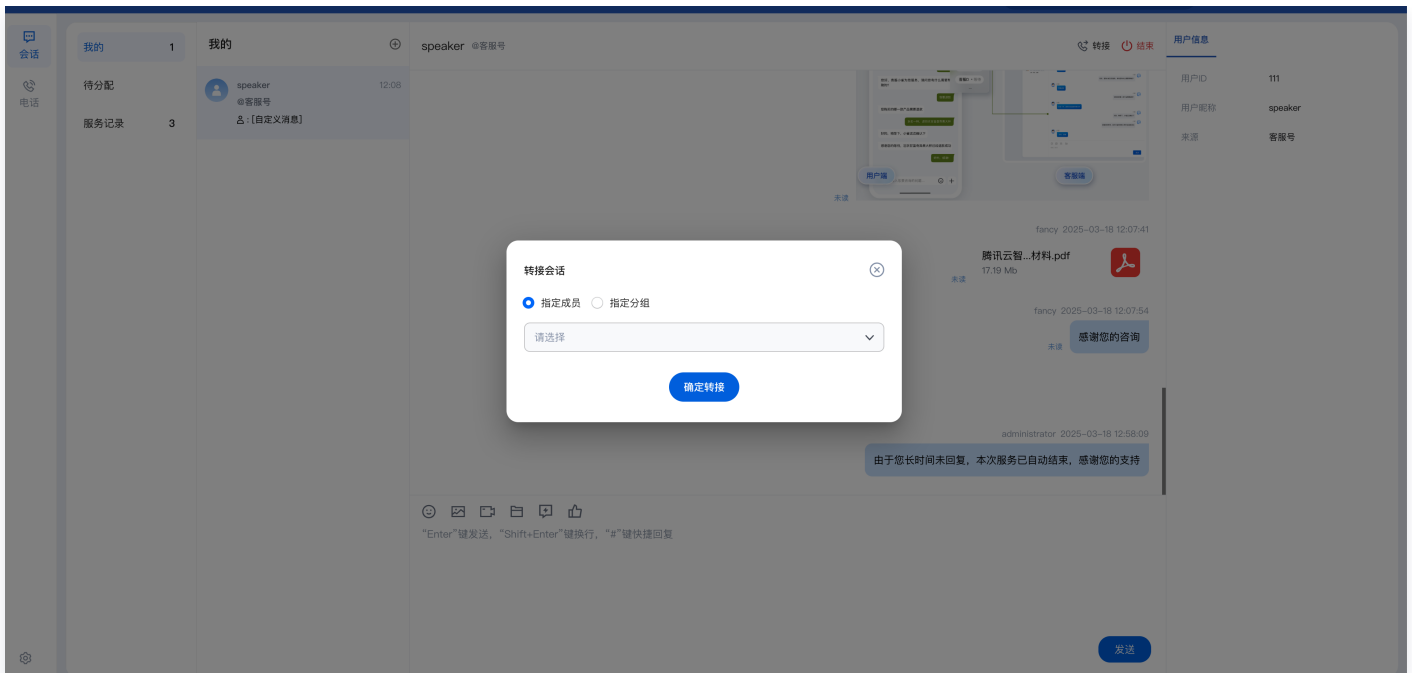 会话
电话
我的 1
待分配
服务记录 3
我的
speaker 12:08
@客服号
[自定义消息]
speaker @客服号
转接 结束
用户端
客服端
未读
fancy 2025-03-18 12:07:41
腾讯云智...材料.pdf
17.19 Mb
未读
fancy 2025-03-18 12:07:54
感谢您的咨询
未读
administrator 2025-03-18 12:58:09
由于您长时间未回复，本次服务已自动结束，感谢您的支持
“Enter”键发送，“Shift+Enter”键换行，“#”键快捷回复
发送
用户信息
用户ID 111
用户昵称 speaker
来源 客服号
转接会话
指定成员 指定分组
请选择
确定转接